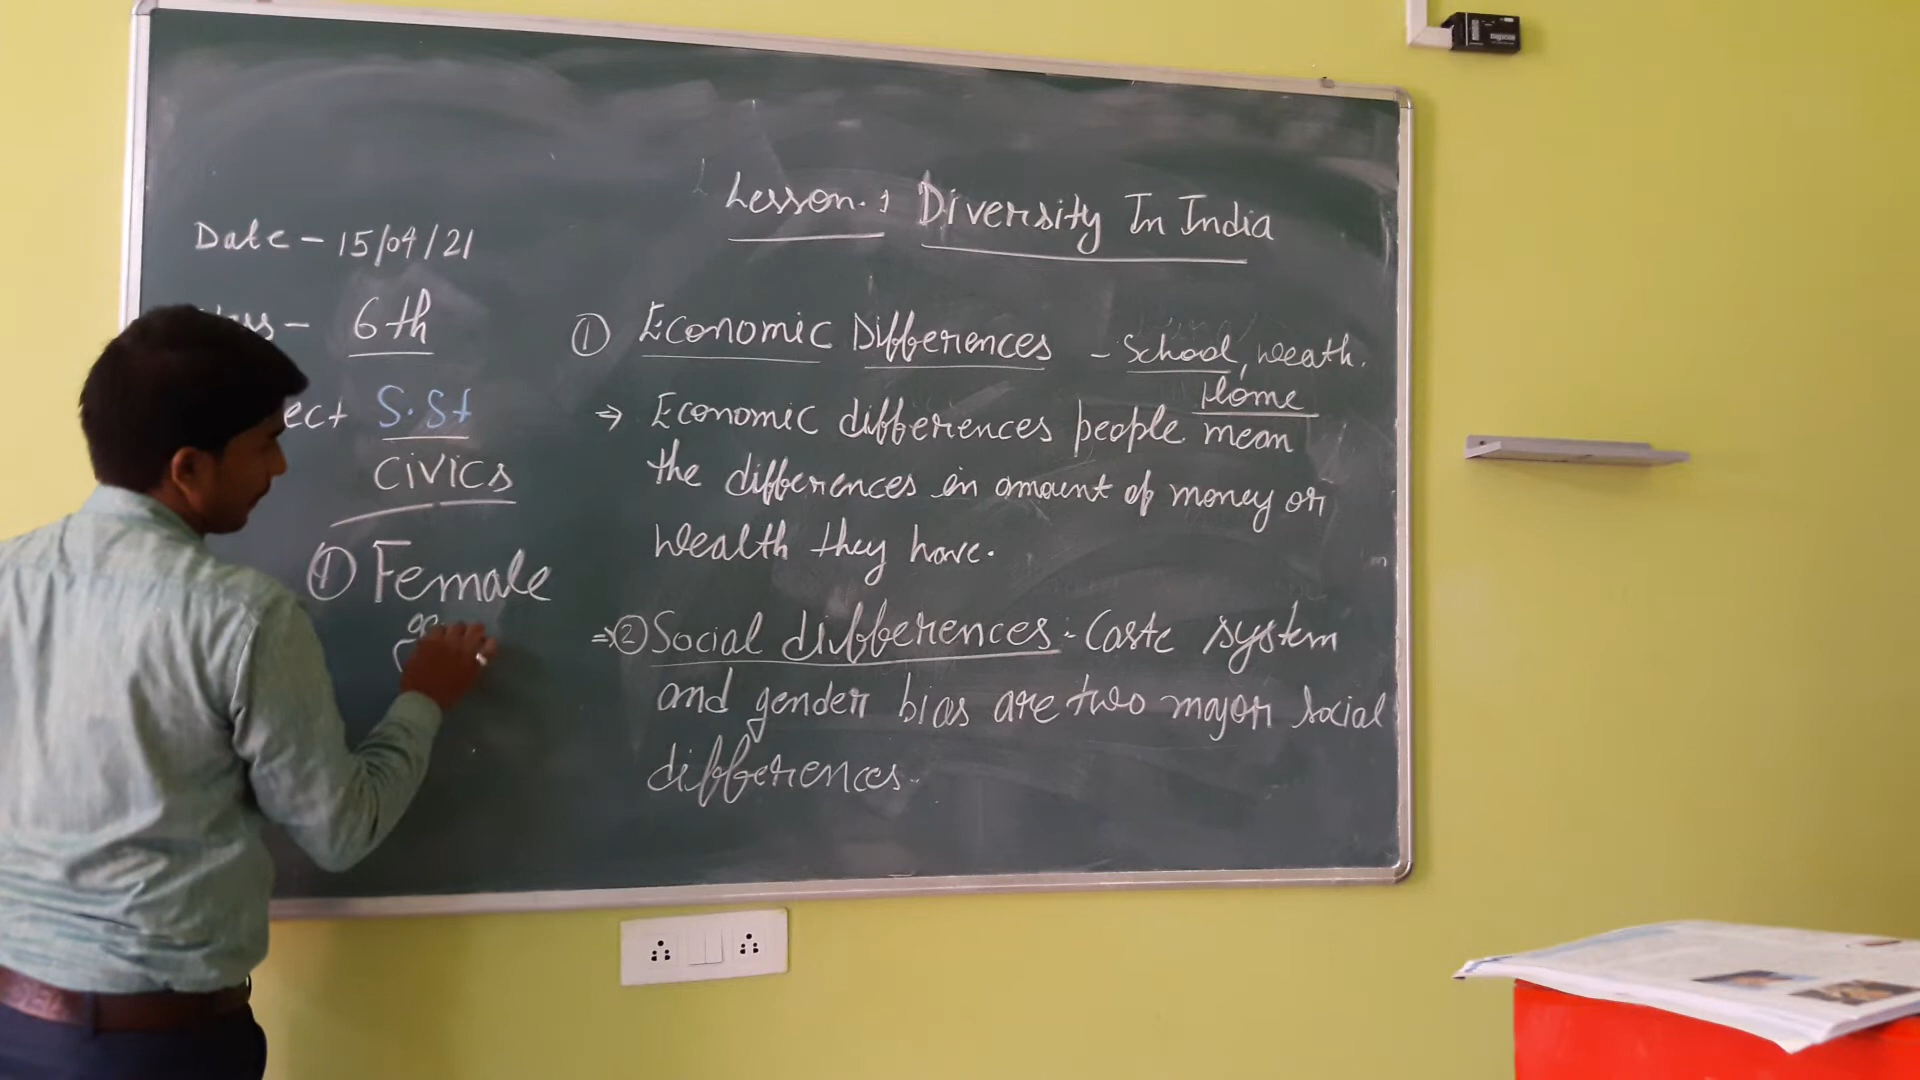 Lesson. 1 Diversity In India
Date - 15/04/21
6th
ect S.St
CIVICS
① Female
① Economic Differences - School, weath.
Home
⇒ Economic differences people mean
the differences in amount of money or
wealth they have.
⇒② Social differences:- Caste system
and gender bias are two major social
differences.